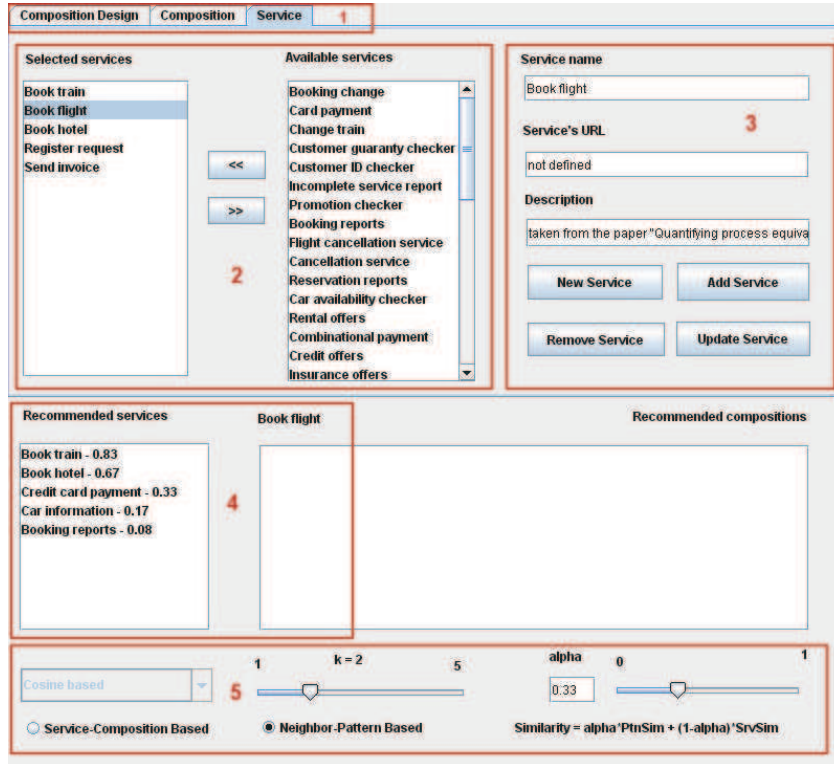 Composition Design Composition Service 1
Selected services
Book train
Book flight
Book hotel
Register request
Send invoice
<<
>>
2
Available services
Booking change
Card payment
Change train
Customer guaranty checker
Customer ID checker
Incomplete service report
Promotion checker
Booking reports
Flight cancellation service
Cancellation service
Reservation reports
Car availability checker
Rental offers
Combinational payment
Credit offers
Insurance offers
Service name
Book flight
3
Service's URL
not defined
Description
taken from the paper "Quantifying process equiva
New Service Add Service
Remove Service Update Service
Recommended services
Book train - 0.83
Book hotel - 0.67
Credit card payment - 0.33
Car information - 0.17
Booking reports - 0.08
4
Book flight Recommended compositions
Cosine based
5
1 k = 2 5
alpha 0 1
0.33
Service-Composition Based Neighbor-Pattern Based Similarity = alpha*PtnSim + (1-alpha)*SrvSim